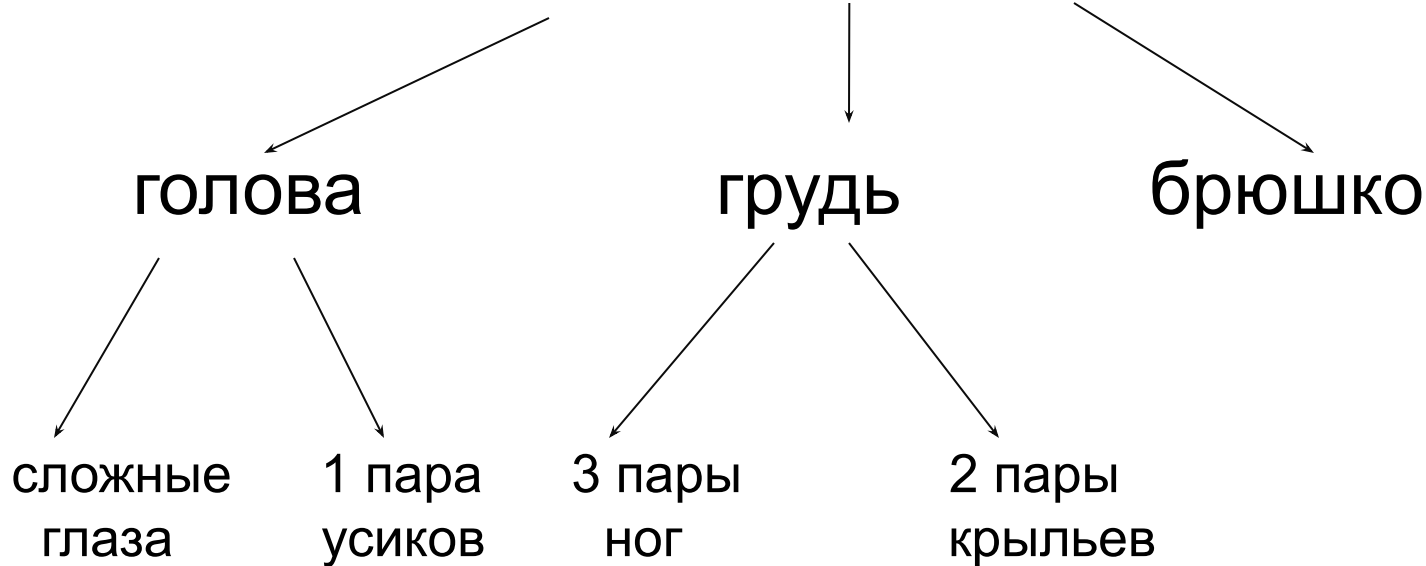 голова грудь брюшко
сложные 1 пара 3 пары 2 пары
глаза усиков ног крыльев